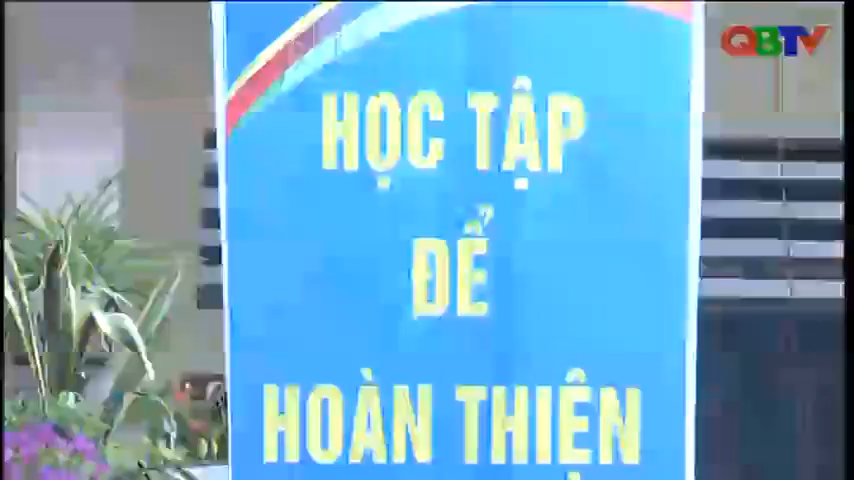 QBTV
HỌC TẬP
ĐỂ
HOÀN THIỆN